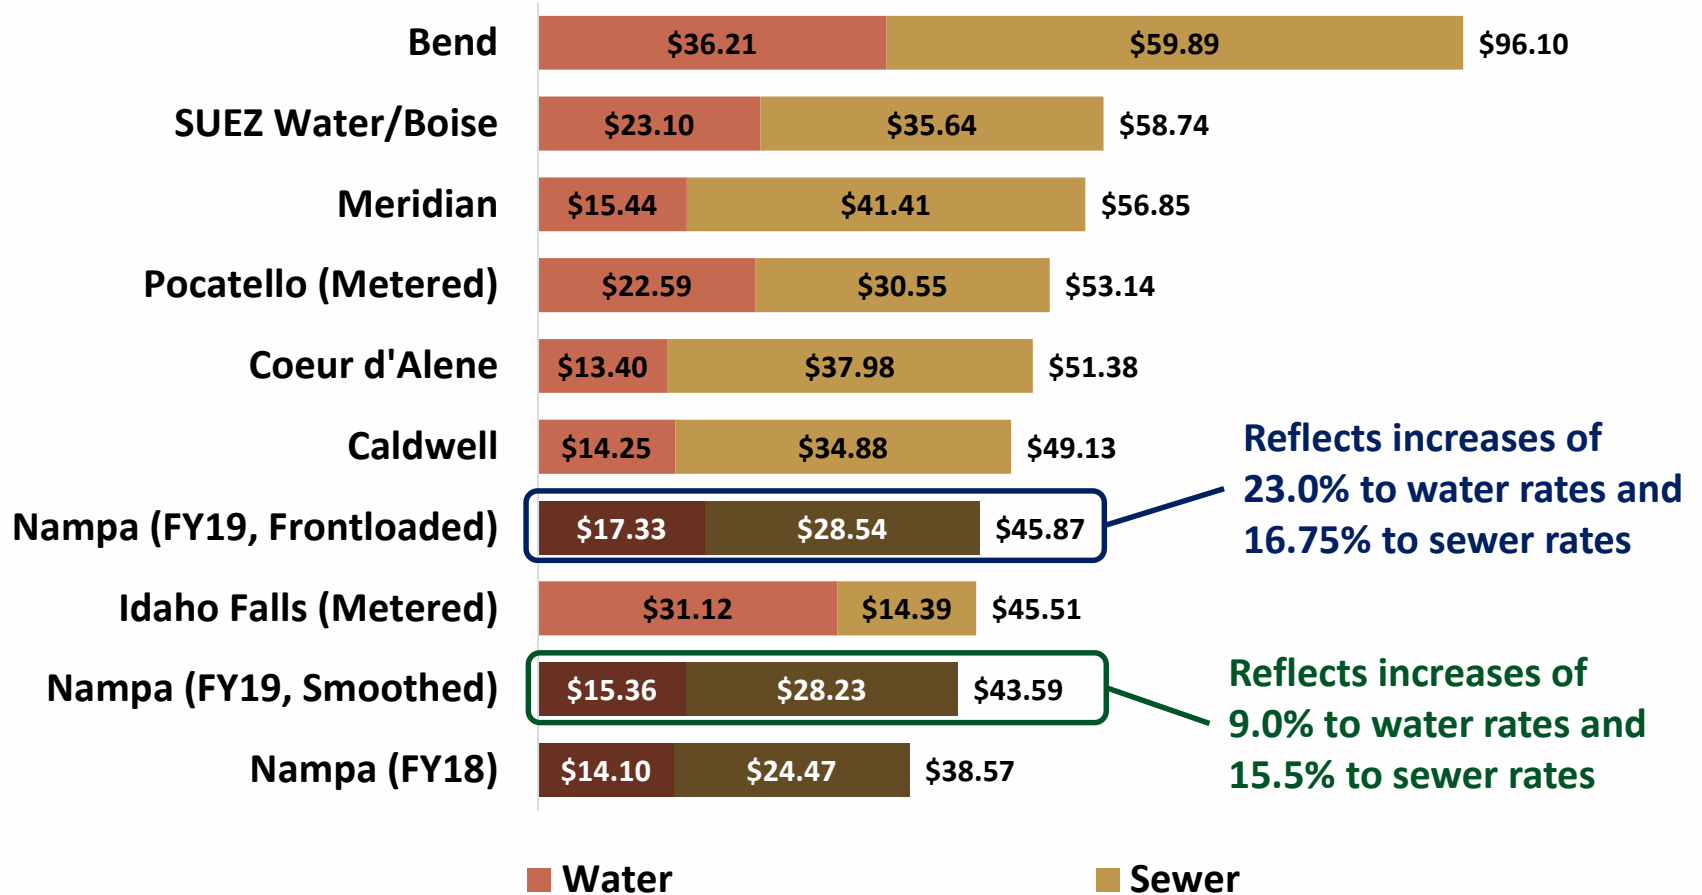 Bend $36.21 $59.89 $96.10
SUEZ Water/Boise $23.10 $35.64 $58.74
Meridian $15.44 $41.41 $56.85
Pocatello (Metered) $22.59 $30.55 $53.14
Coeur d'Alene $13.40 $37.98 $51.38
Caldwell $14.25 $34.88 $49.13
Reflects increases of
23.0% to water rates and
16.75% to sewer rates
Nampa (FY19, Frontloaded) $17.33 $28.54 $45.87
Idaho Falls (Metered) $31.12 $14.39 $45.51
Nampa (FY19, Smoothed) $15.36 $28.23 $43.59
Reflects increases of
9.0% to water rates and
15.5% to sewer rates
Nampa (FY18) $14.10 $24.47 $38.57
Water Sewer